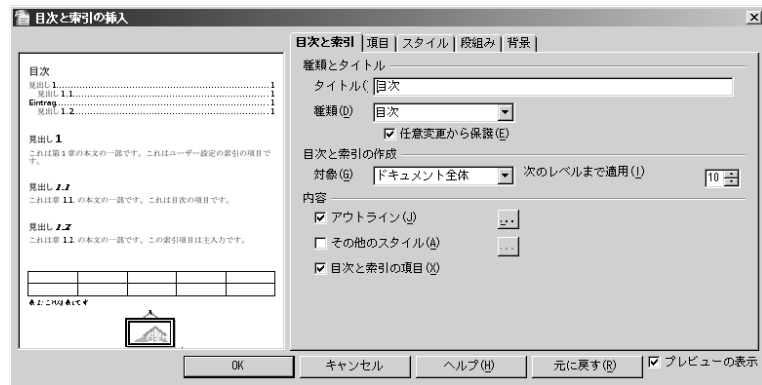 目次と索引の挿入
目次
見出し1.............1
見出し1.1.............1
Eintrag.............1
見出し1.2.............1
見出し 1
これは第1章の本文の一部です。これはユーザー設定の索引の項目で
す。
見出し 1.1
これは章 1.1. の本文の一部です。これは目次の項目です。
見出し 1.2
これは章 1.2. の本文の一部です。この索引項目は主入力です。
目次と索引 項目 スタイル 段組み 背景
種類とタイトル
タイトル( 目次
種類(D) 目次
任意変更から保護(E)
目次と索引の作成
対象(G) ドキュメント全体 次のレベルまで適用(I) 10
内容
アウトライン(J) ...
その他のスタイル(A) ...
目次と索引の項目(X)
OK キャンセル ヘルプ(H) 元に戻す(R) プレビューの表示